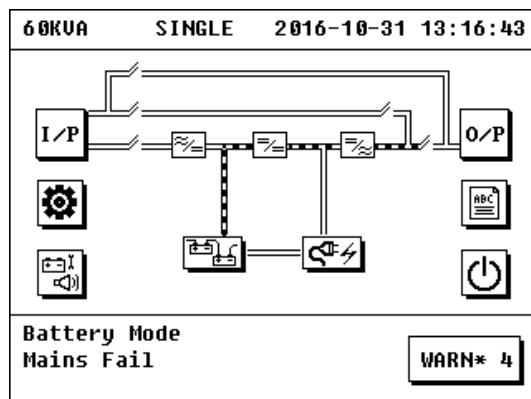 60KVA SINGLE 2016-10-31 13:16:43
I/P O/P
ABC
Battery Mode
Mains Fail
WARN* 4